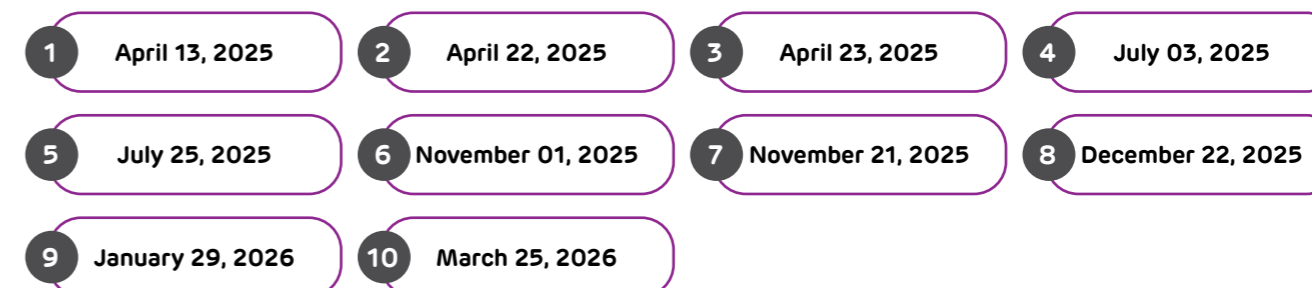 1 April 13, 2025
2 April 22, 2025
3 April 23, 2025
4 July 03, 2025
5 July 25, 2025
6 November 01, 2025
7 November 21, 2025
8 December 22, 2025
9 January 29, 2026
10 March 25, 2026